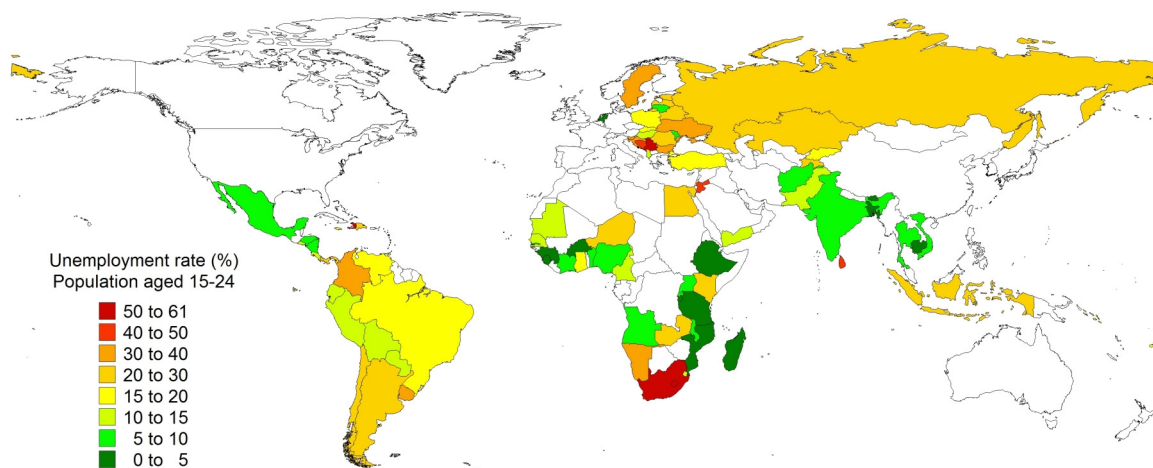 Unemployment rate (%)
Population aged 15-24
50 to 61
40 to 50
30 to 40
20 to 30
15 to 20
10 to 15
5 to 10
0 to 5